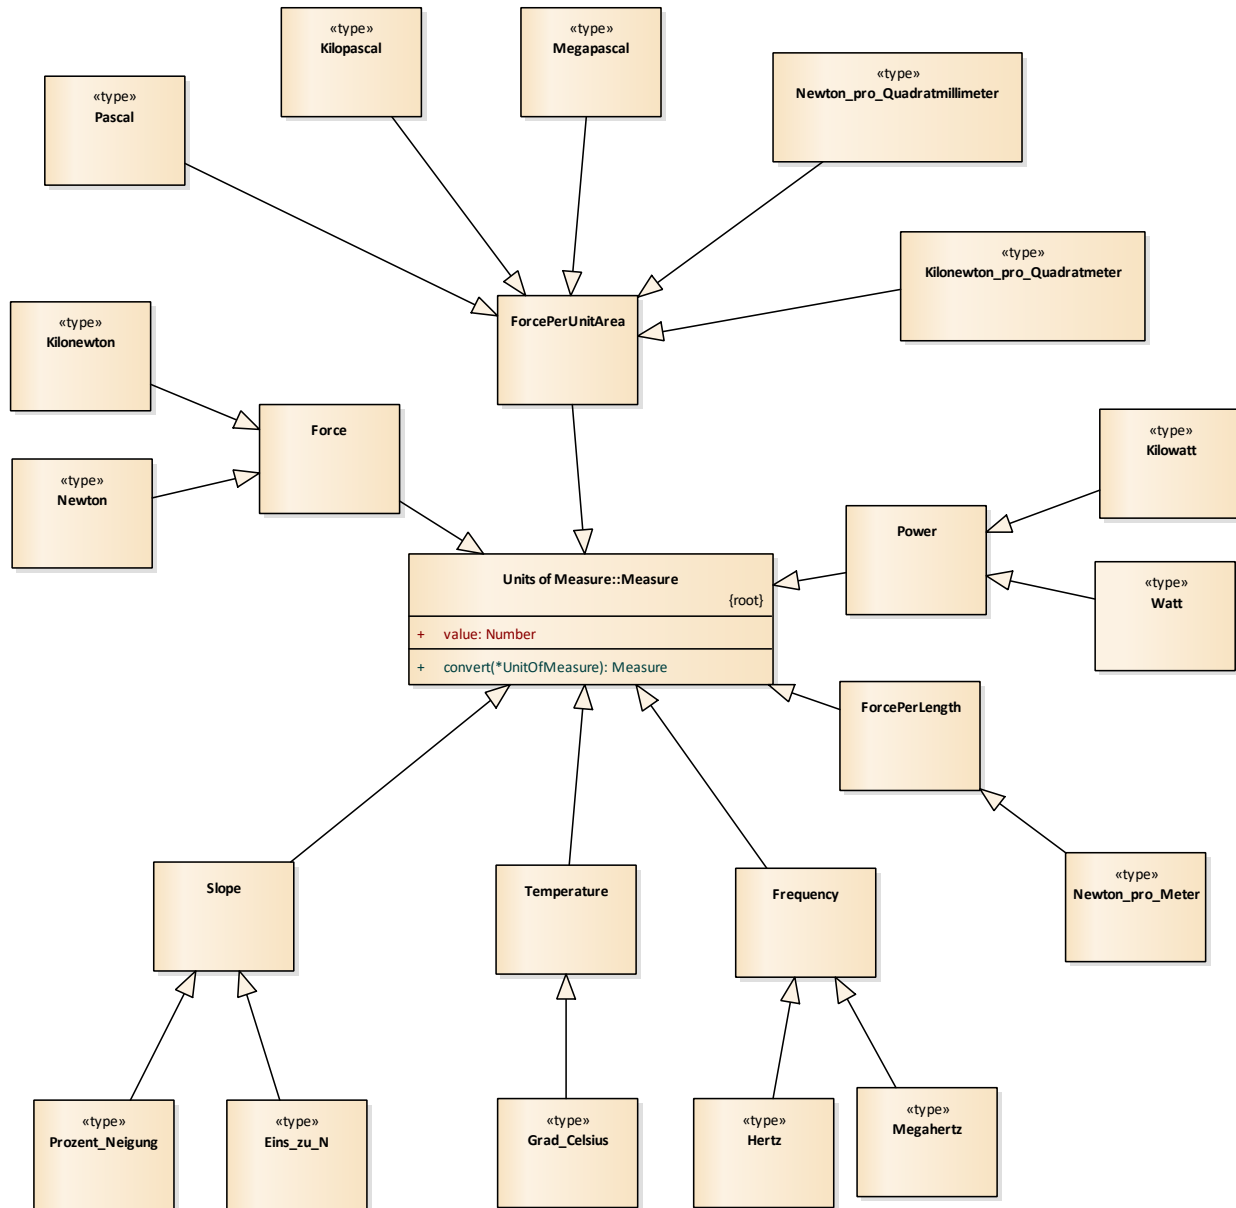 «type»
Kilopascal
«type»
Megapascal
«type»
Newton_pro_Quadratmillimeter
«type»
Pascal
«type»
Kilonewton_pro_Quadratmeter
«type»
Kilonewton
ForcePerUnitArea
Force
«type»
Kilowatt
«type»
Newton
Power
Units of Measure::Measure
{root}
+ value: Number
+ convert(*UnitOfMeasure): Measure
«type»
Watt
ForcePerLength
Slope
Temperature
Frequency
«type»
Newton_pro_Meter
«type»
Prozent_Neigung
«type»
Eins_zu_N
«type»
Grad_Celsius
«type»
Hertz
«type»
Megahertz